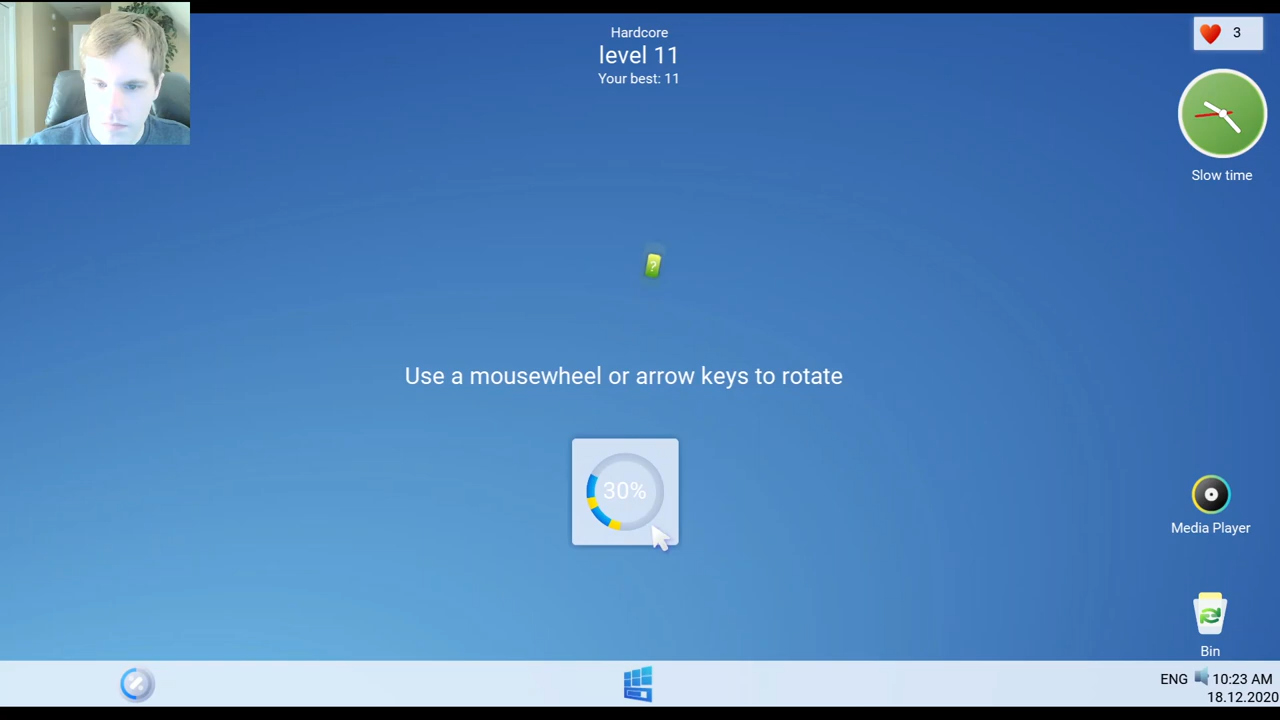 Hardcore
level 11
Your best: 11
3
Slow time
?
Use a mousewheel or arrow keys to rotate
30%
Media Player
Bin
ENG 10:23 AM
18.12.2020